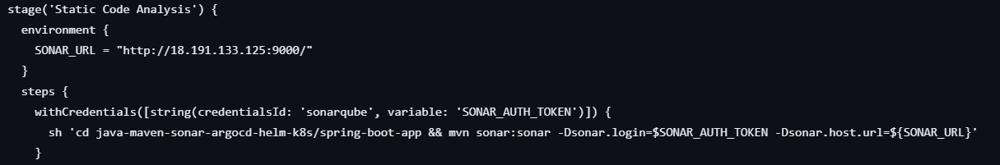 stage('Static Code Analysis') {
  environment {
    SONAR_URL = "http://18.191.133.125:9000/"
  }
  steps {
    withCredentials([string(credentialsId: 'sonarqube', variable: 'SONAR_AUTH_TOKEN')]) {
      sh 'cd java-maven-sonar-argocd-helm-k8s/spring-boot-app && mvn sonar:sonar -Dsonar.login=$SONAR_AUTH_TOKEN -Dsonar.host.url=${SONAR_URL}'
    }